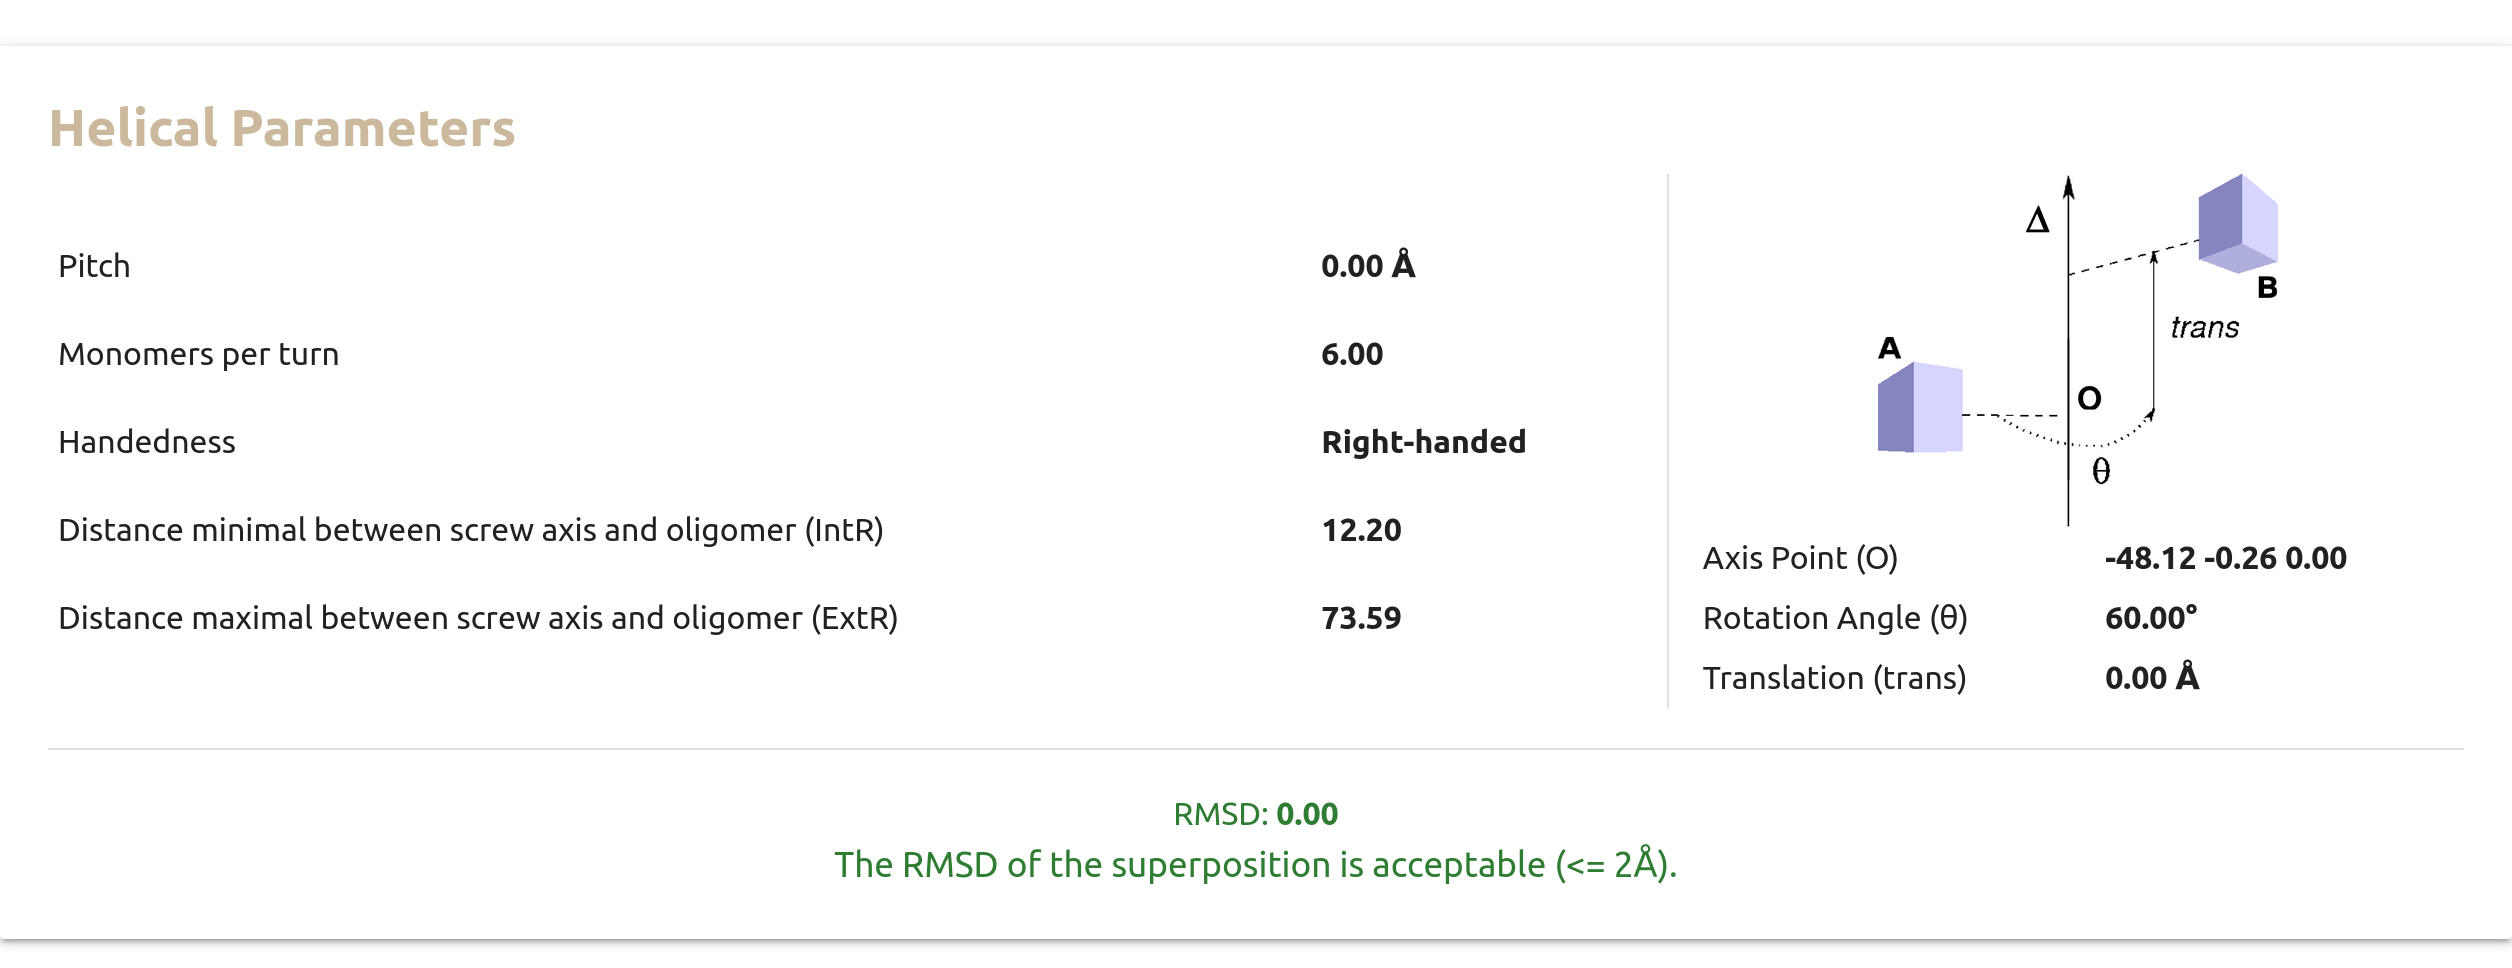 Helical Parameters
Pitch 0.00 Å
Monomers per turn 6.00
Handedness Right-handed
Distance minimal between screw axis and oligomer (IntR) 12.20
Distance maximal between screw axis and oligomer (ExtR) 73.59
Δ
B
trans
A
O
θ
Axis Point (O) -48.12 -0.26 0.00
Rotation Angle (θ) 60.00°
Translation (trans) 0.00 Å
RMSD: 0.00
The RMSD of the superposition is acceptable (<= 2Å).